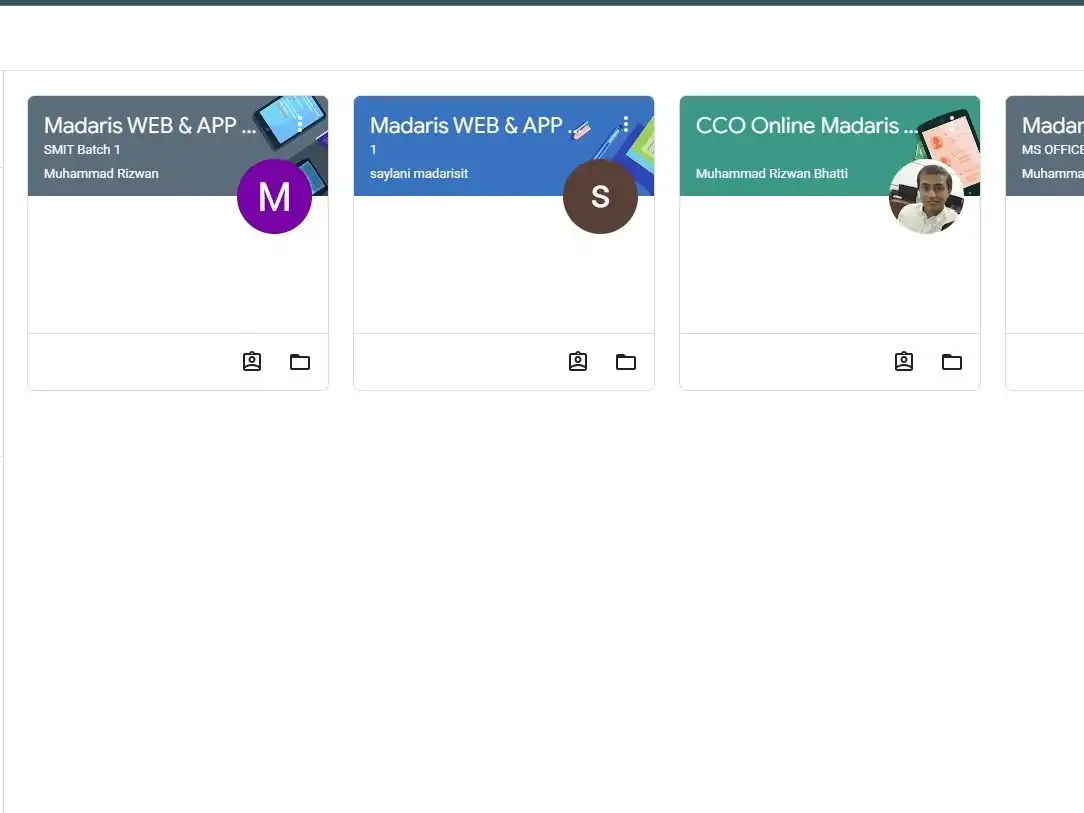 Madaris WEB & APP ...
SMIT Batch 1
Muhammad Rizwan
M
Madaris WEB & APP ...
1
saylani madarisit
s
CCO Online Madaris ...
Muhammad Rizwan Bhatti
Madar
MS OFFICE
Muhamma